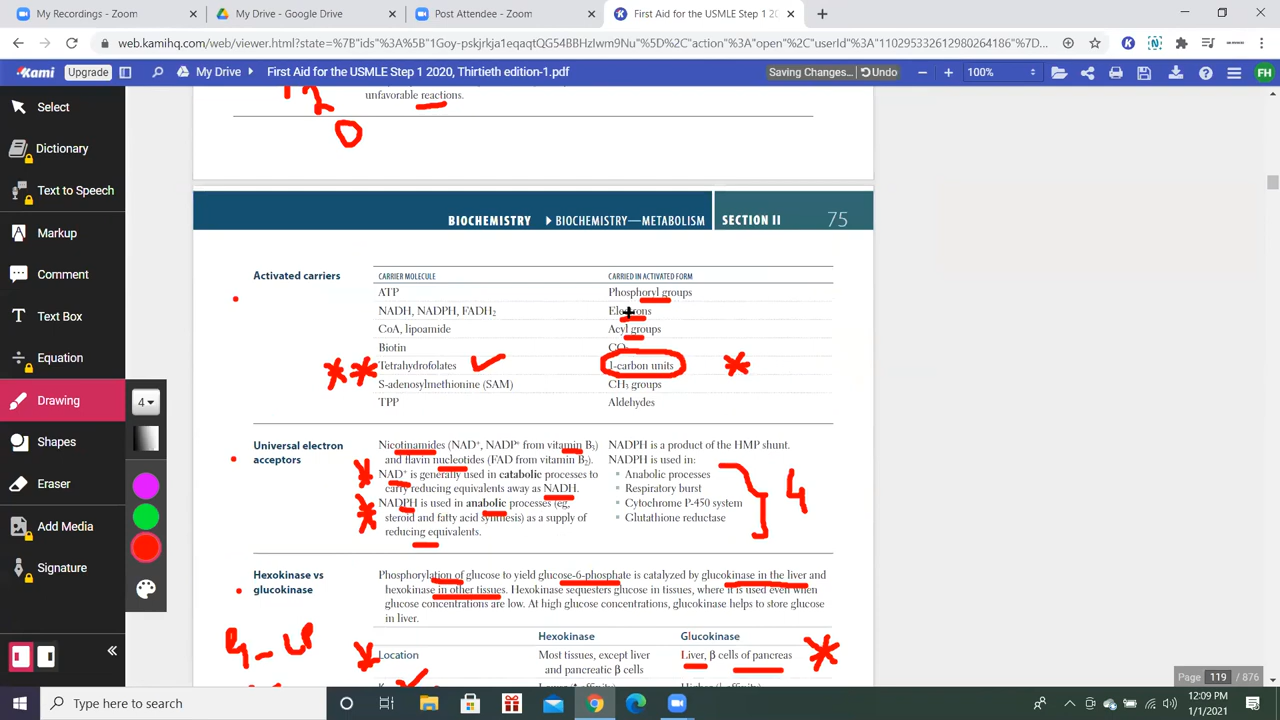 My Recordings - Zoom
My Drive - Google Drive
Post Attendee - Zoom
First Aid for the USMLE Step 1 20
web.kamihq.com/web/viewer.html?state=%7B"ids"%3A%5B"1Goy-pskjrkja1eqaqtOG54BBHzIwm9Nu"%5D%2C"action"%3A"open"%2C"userId"%3A"110295332612980264186"%7D...
Kami
Upgrade
My Drive
First Aid for the USMLE Step 1 2020, Thirtieth edition-1.pdf
Saving Changes...
Undo
100%
FH
Select
Dictionary
Text to Speech
Markup
Comment
Text Box
Equation
Drawing
4
Shapes
Eraser
Add Media
Signature
unfavorable reactions.
BIOCHEMISTRY
BIOCHEMISTRY—METABOLISM
SECTION II
75
Activated carriers
CARRIER MOLECULE
CARRIED IN ACTIVATED FORM
ATP
Phosphoryl groups
NADH, NADPH, FADH₂
Electrons
CoA, lipoamide
Acyl groups
Biotin
Tetrahydrofolates
1-carbon units
S-adenosylmethionine (SAM)
CH₃ groups
TPP
Aldehydes
Universal electron
acceptors
Nicotinamides (NAD⁺, NADP⁺ from vitamin B₃)
and flavin nucleotides (FAD from vitamin B₂).
NAD⁺ is generally used in catabolic processes to
carry reducing equivalents away as NADH.
NADPH is used in anabolic processes (eg,
steroid and fatty acid synthesis) as a supply of
reducing equivalents.
NADPH is a product of the HMP shunt.
NADPH is used in:
▪ Anabolic processes
▪ Respiratory burst
▪ Cytochrome P-450 system
▪ Glutathione reductase
4
Hexokinase vs
glucokinase
Phosphorylation of glucose to yield glucose-6-phosphate is catalyzed by glucokinase in the liver and
hexokinase in other tissues. Hexokinase sequesters glucose in tissues, where it is used even when
glucose concentrations are low. At high glucose concentrations, glucokinase helps to store glucose
in liver.
Hexokinase
Glucokinase
Location
Most tissues, except liver
and pancreatic β cells
Liver, β cells of pancreas
Page 119 / 876
Type here to search
12:09 PM
1/1/2021